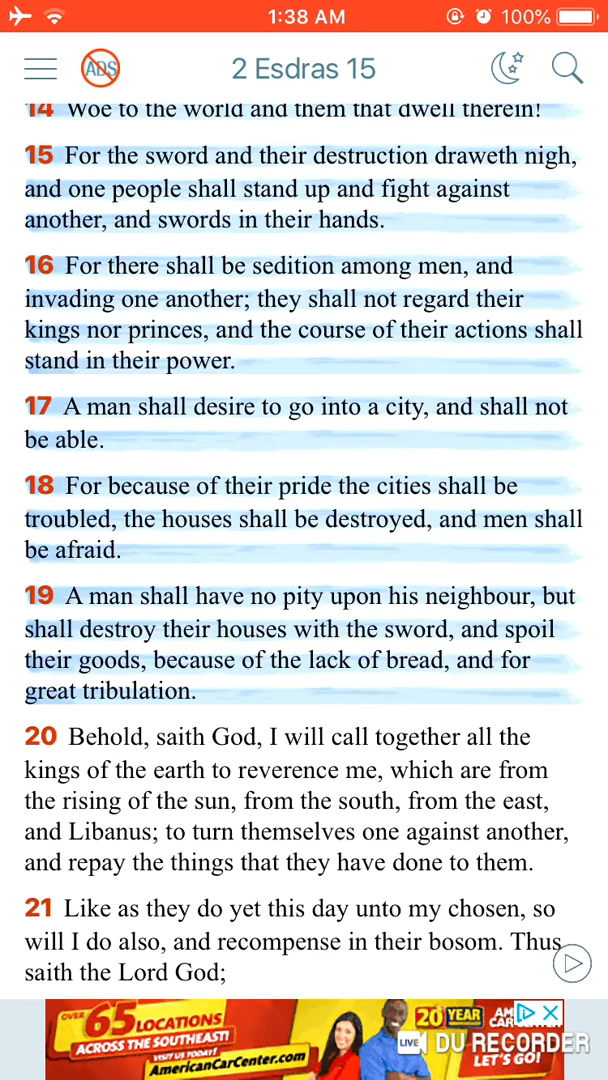 1:38 AM
100%
ADS
2 Esdras 15
14 Woe to the world and them that dwell therein!
15 For the sword and their destruction draweth nigh,
and one people shall stand up and fight against
another, and swords in their hands.
16 For there shall be sedition among men, and
invading one another; they shall not regard their
kings nor princes, and the course of their actions shall
stand in their power.
17 A man shall desire to go into a city, and shall not
be able.
18 For because of their pride the cities shall be
troubled, the houses shall be destroyed, and men shall
be afraid.
19 A man shall have no pity upon his neighbour, but
shall destroy their houses with the sword, and spoil
their goods, because of the lack of bread, and for
great tribulation.
20 Behold, saith God, I will call together all the
kings of the earth to reverence me, which are from
the rising of the sun, from the south, from the east,
and Libanus; to turn themselves one against another,
and repay the things that they have done to them.
21 Like as they do yet this day unto my chosen, so
will I do also, and recompense in their bosom. Thus
saith the Lord God;
OVER 65 LOCATIONS
ACROSS THE SOUTHEAST!
VISIT US TODAY!
AmericanCarCenter.com
20 YEAR
LIVE DU RECORDER
LET'S GO!